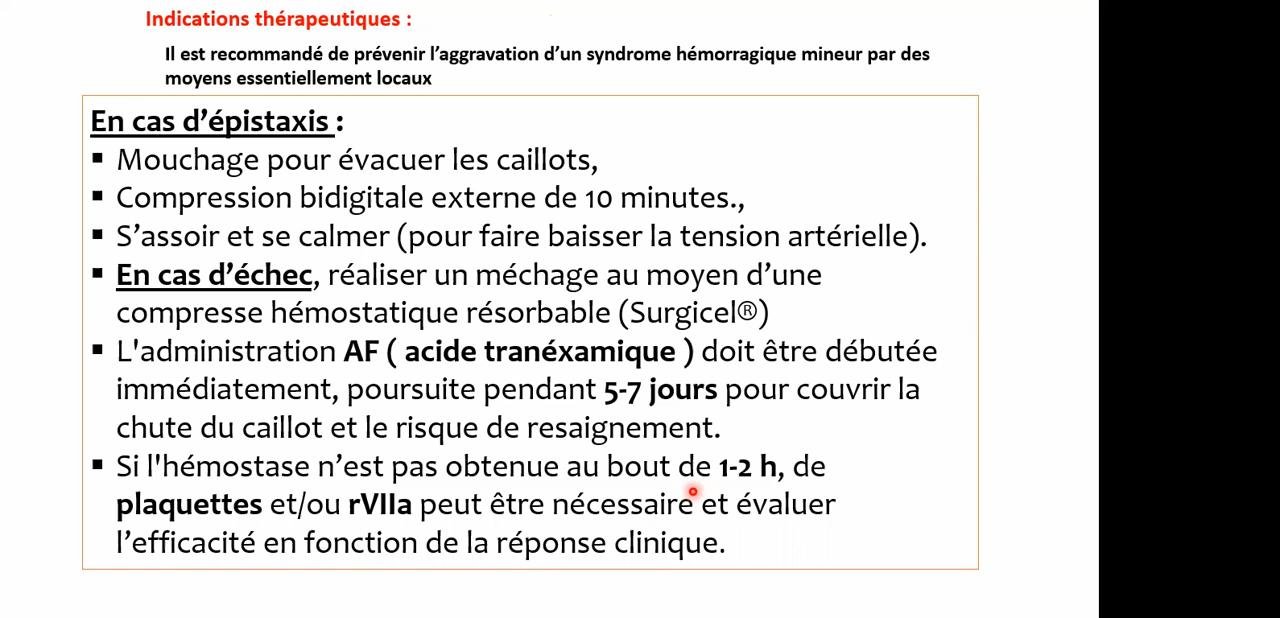 Indications thérapeutiques :
Il est recommandé de prévenir l’aggravation d’un syndrome hémorragique mineur par des
moyens essentiellement locaux
En cas d’épistaxis :
▪ Mouchage pour évacuer les caillots,
▪ Compression bidigitale externe de 10 minutes.,
▪ S’assoir et se calmer (pour faire baisser la tension artérielle).
▪ En cas d’échec, réaliser un méchage au moyen d’une
compresse hémostatique résorbable (Surgicel®)
▪ L'administration AF ( acide tranéxamique ) doit être débutée
immédiatement, poursuite pendant 5-7 jours pour couvrir la
chute du caillot et le risque de resaignement.
▪ Si l'hémostase n’est pas obtenue au bout de 1-2 h, de
plaquettes et/ou rVIIa peut être nécessaire et évaluer
l’efficacité en fonction de la réponse clinique.